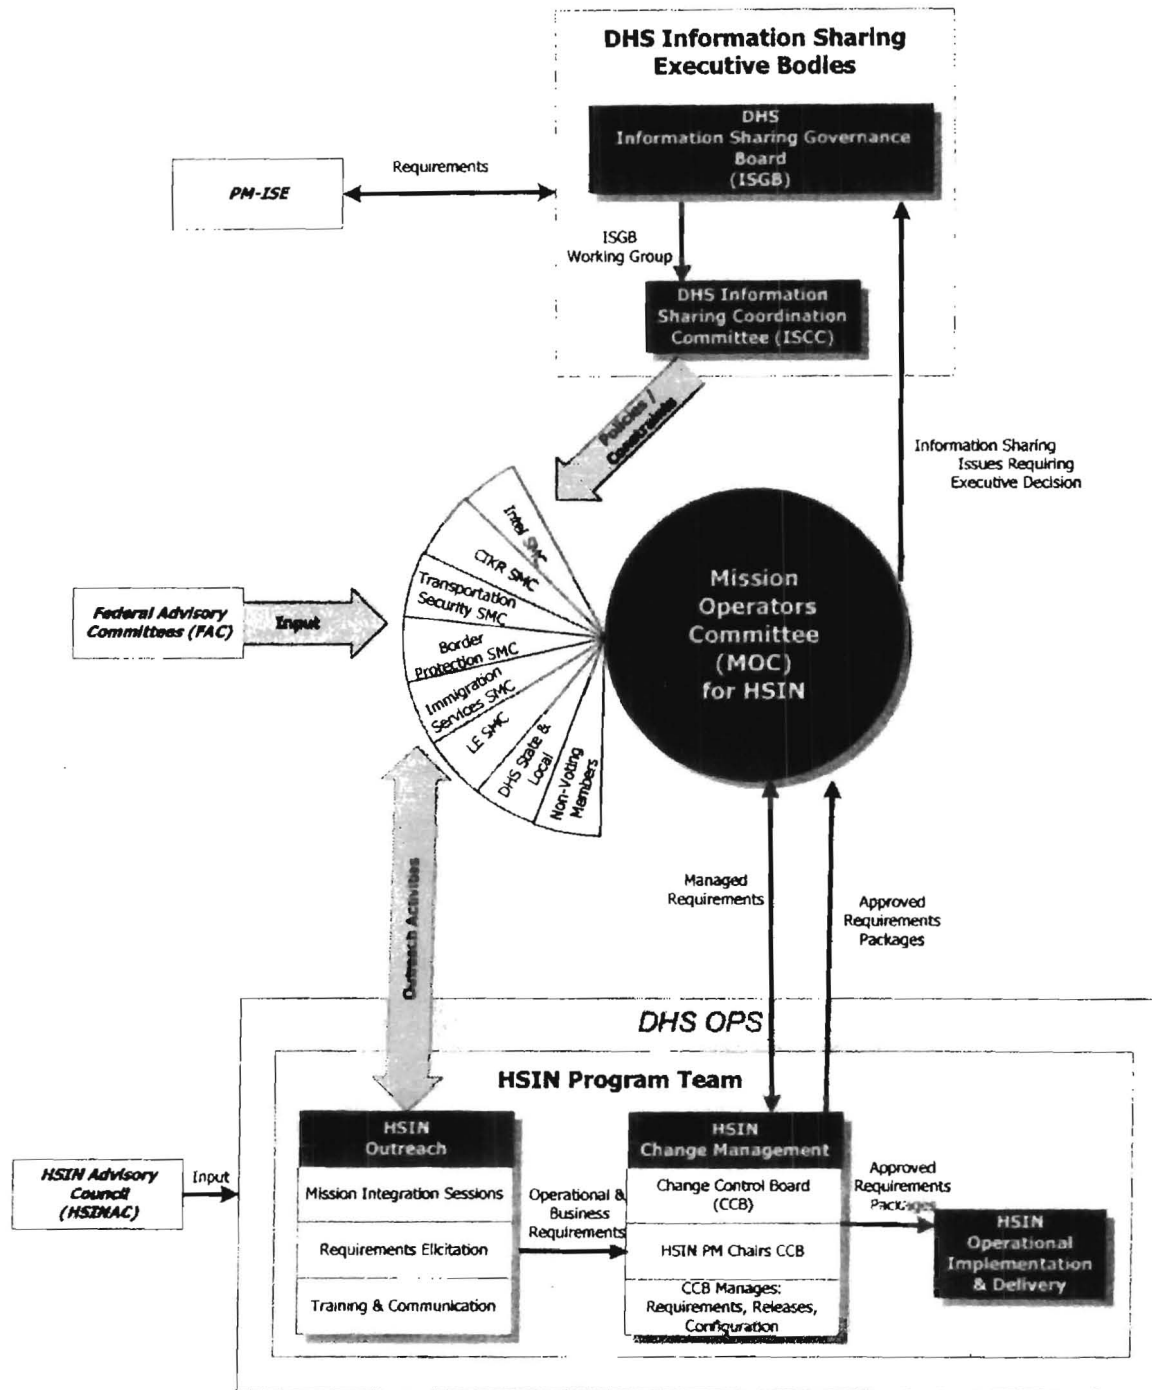 DHS Information Sharing
Executive Bodies
DHS
Information Sharing Governance
Board
(ISGB)
Requirements
PM-ISE
ISGB
Working Group
DHS Information
Sharing Coordination
Committee (ISCC)
Policies /
Constraints
Information Sharing
Issues Requiring
Executive Decision
Intel SMC
CIKR SMC
Transportation
Security SMC
Border
Protection SMC
Immigration
Services SMC
LE SMC
DHS State &
Local
Non-Voting
Members
Federal Advisory
Committees (FAC)
Input
Mission
Operators
Committee
(MOC)
for HSIN
Outreach Activities
Managed
Requirements
Approved
Requirements
Packages
DHS OPS
HSIN Program Team
HSIN Advisory
Council
(HSINAC)
Input
HSIN
Outreach
Mission Integration Sessions
Requirements Elicitation
Training & Communication
Operational &
Business
Requirements
HSIN
Change Management
Change Control Board
(CCB)
HSIN PM Chairs CCB
CCB Manages:
Requirements, Releases,
Configuration
Approved
Requirements
Packages
HSIN
Operational
Implementation
& Delivery